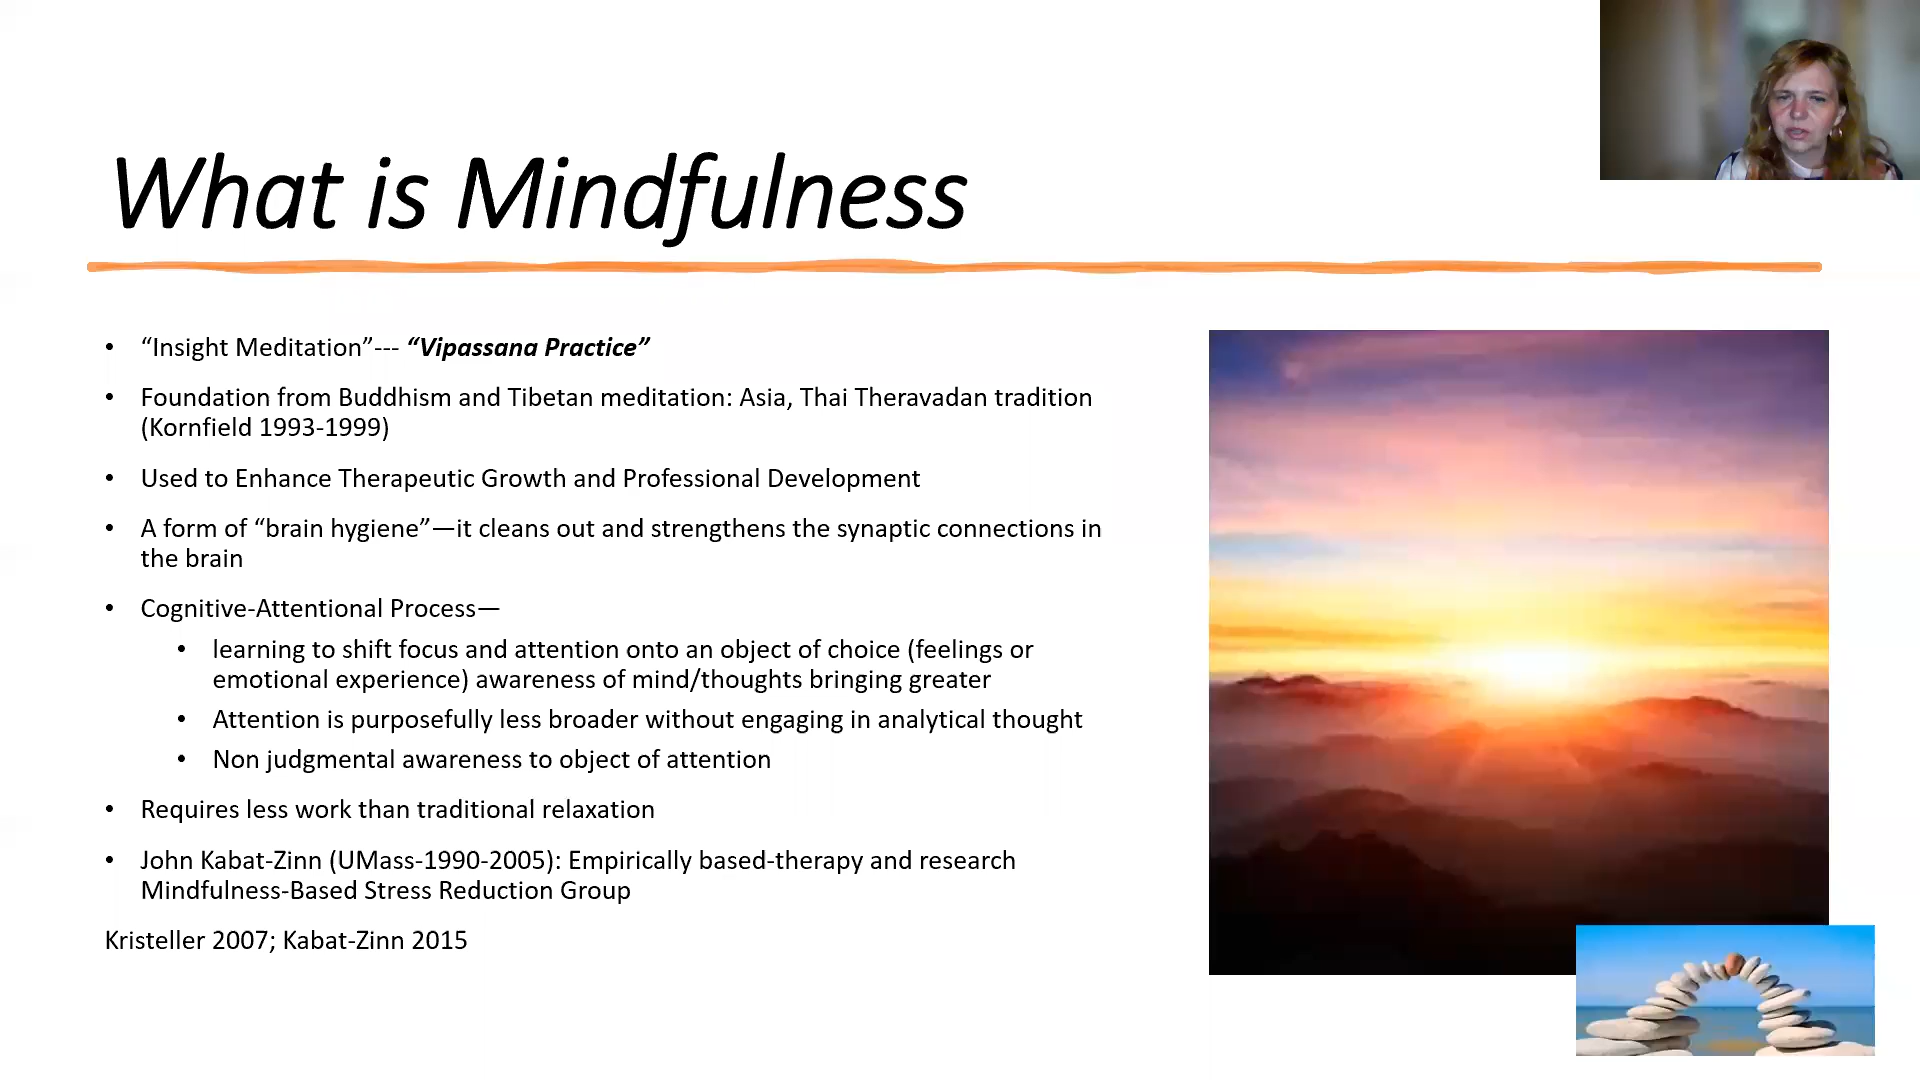 What is Mindfulness
• “Insight Meditation”--- “Vipassana Practice”
• Foundation from Buddhism and Tibetan meditation: Asia, Thai Theravadan tradition
(Kornfield 1993-1999)
• Used to Enhance Therapeutic Growth and Professional Development
• A form of “brain hygiene”—it cleans out and strengthens the synaptic connections in
the brain
• Cognitive-Attentional Process—
• learning to shift focus and attention onto an object of choice (feelings or
emotional experience) awareness of mind/thoughts bringing greater
• Attention is purposefully less broader without engaging in analytical thought
• Non judgmental awareness to object of attention
• Requires less work than traditional relaxation
• John Kabat-Zinn (UMass-1990-2005): Empirically based-therapy and research
Mindfulness-Based Stress Reduction Group
Kristeller 2007; Kabat-Zinn 2015